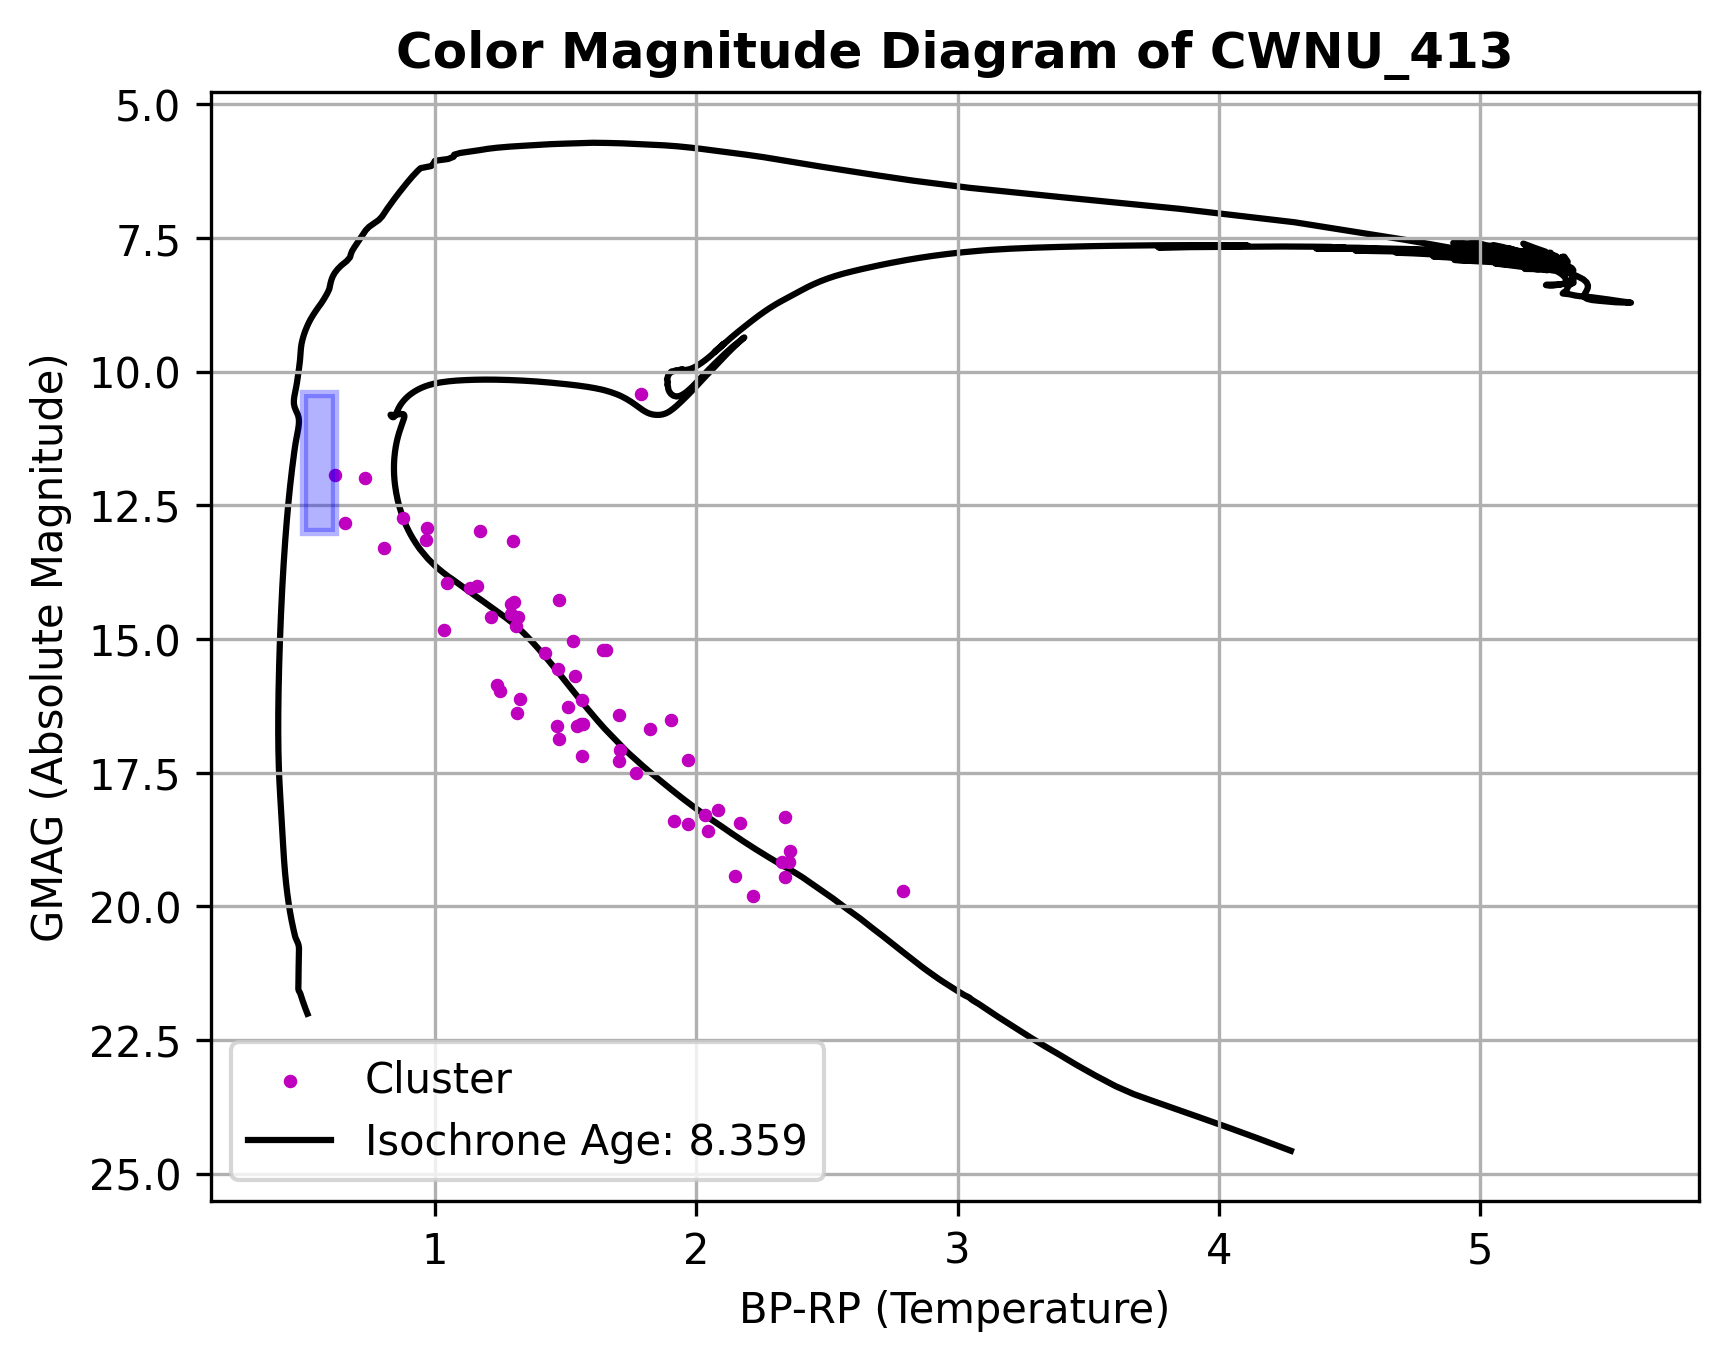 Color Magnitude Diagram of CWNU_413
GMAG (Absolute Magnitude)
5.0
7.5
10.0
12.5
15.0
17.5
20.0
22.5
25.0
Cluster
Isochrone Age: 8.359
1 2 3 4 5
BP-RP (Temperature)